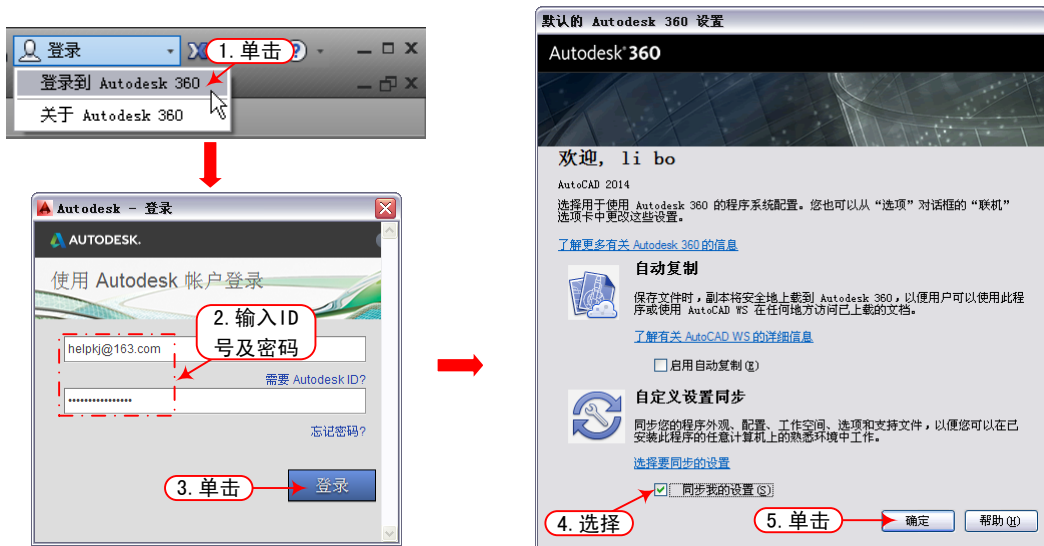 登录
1. 单击
登录到 Autodesk 360
关于 Autodesk 360
Autodesk - 登录
AUTODESK.
使用 Autodesk 帐户登录
2. 输入ID
号及密码
helpkj@163.com
需要 Autodesk ID?
••••••••••••••••
忘记密码?
3. 单击
登录
默认的 Autodesk 360 设置
Autodesk® 360
欢迎, li bo
AutoCAD 2014
选择用于使用 Autodesk 360 的程序系统配置。您也可以从“选项”对话框的“联机”
选项卡中更改这些设置。
了解更多有关 Autodesk 360 的信息
自动复制
保存文件时,副本将安全地上载到 Autodesk 360,以便用户可以使用此程
序或使用 AutoCAD WS 在任何地方访问已上载的文档。
了解有关 AutoCAD WS 的详细信息
启用自动复制(E)
自定义设置同步
同步您的程序外观、配置、工作空间、选项和支持文件,以便您可以在已
安装此程序的任意计算机上的熟悉环境中工作。
选择要同步的设置
同步我的设置(S)
4. 选择
5. 单击
确定
帮助(H)